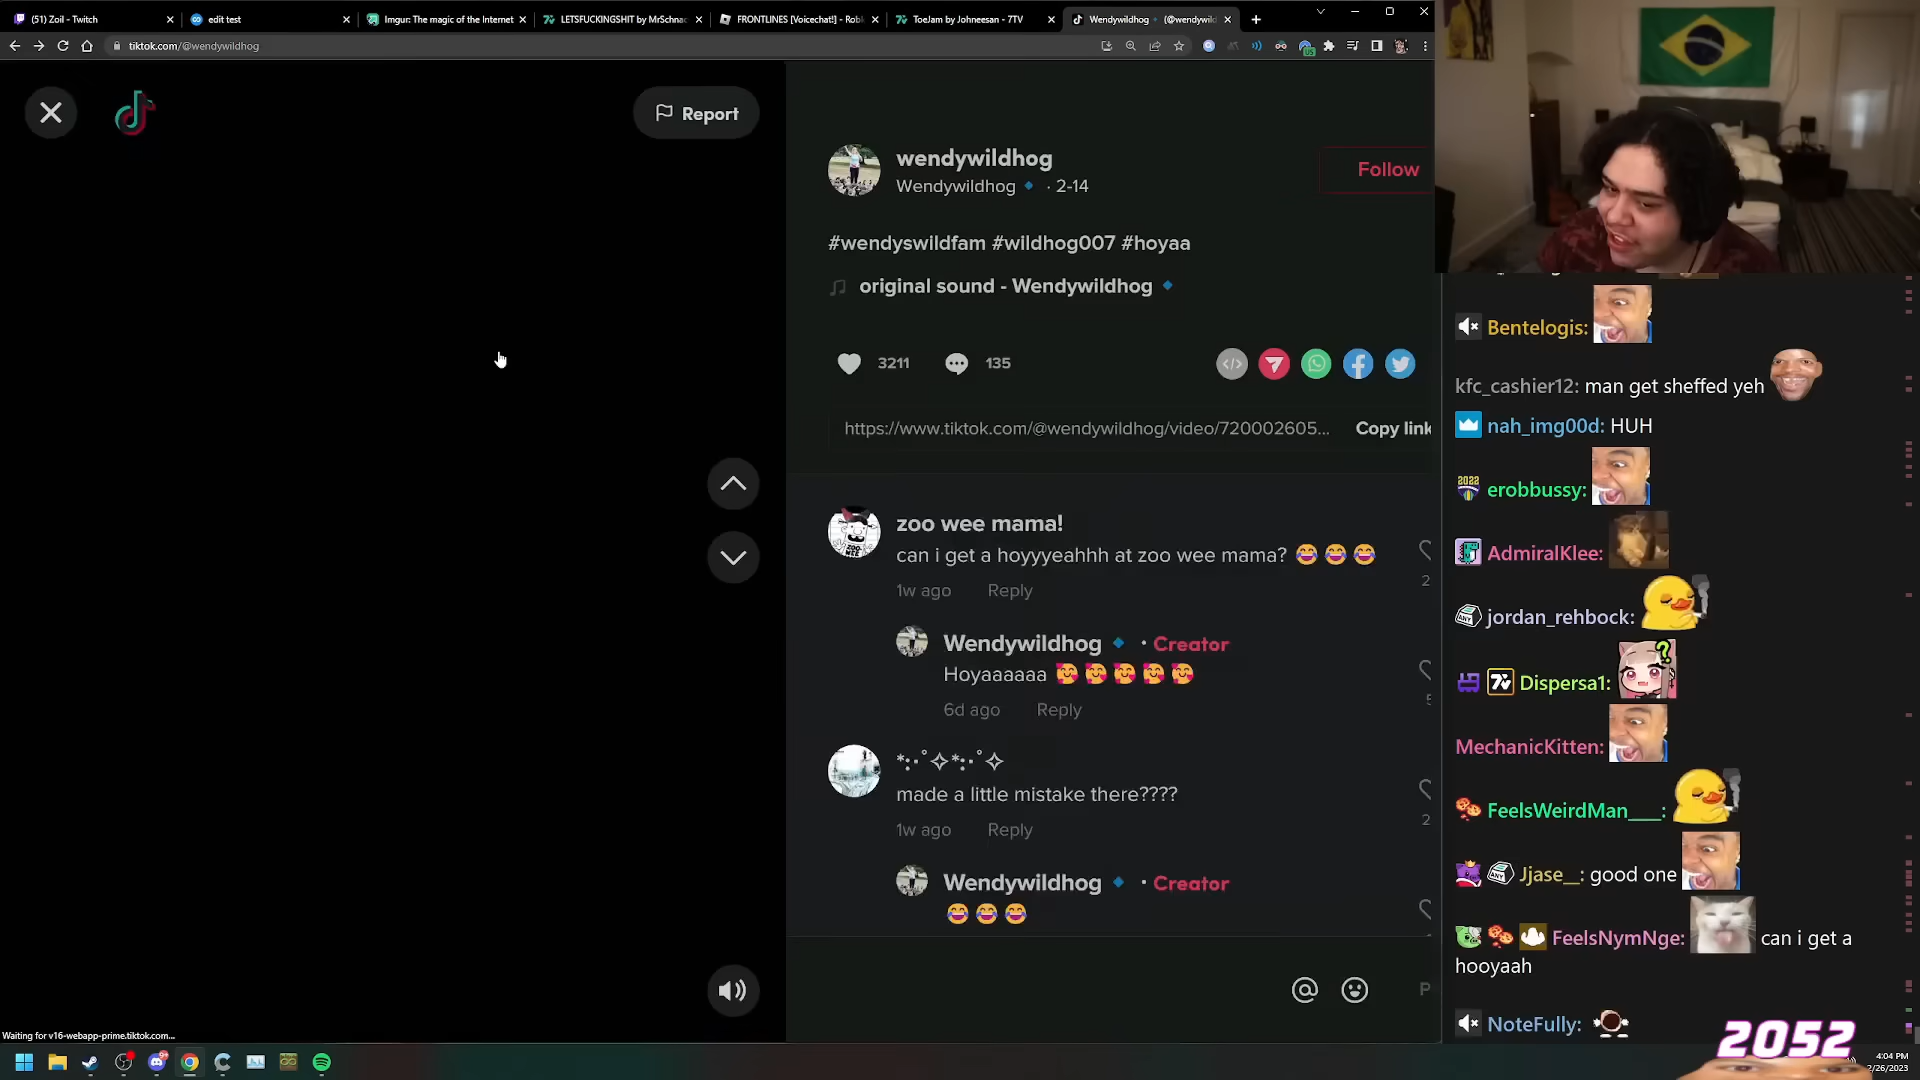 (51) Zoil - Twitch
edit test
Imgur: The magic of the Internet
LETSFUCKINGSHIT by MrSchnac
FRONTLINES [Voicechat!] - Rob
ToeJam by Johneesan - 7TV
Wendywildhog (@wendywild
tiktok.com/@wendywildhog
Report
wendywildhog
Wendywildhog · 2-14
Follow
#wendyswildfam #wildhog007 #hoyaa
original sound - Wendywildhog
3211
135
https://www.tiktok.com/@wendywildhog/video/720002605...
Copy link
zoo wee mama!
can i get a hoyyyeahhh at zoo wee mama? 😂 😂 😂
1w ago Reply
2
Wendywildhog · Creator
Hoyaaaaaa 🥰 🥰 🥰 🥰 🥰
6d ago Reply
5
*:·ﾟ✧*:·ﾟ✧
made a little mistake there????
1w ago Reply
2
Wendywildhog · Creator
😂 😂 😂
P
Waiting for v16-webapp-prime.tiktok.com...
Bentelogis:
kfc_cashier12: man get sheffed yeh
nah_img00d: HUH
2022
erobbussy:
AdmiralKlee:
jordan_rehbock:
Dispersa1:
MechanicKitten:
FeelsWeirdMan___:
Jjase__: good one
FeelsNymNge: can i get a
hooyaah
NoteFully:
2052
4:04 PM
2/26/2023